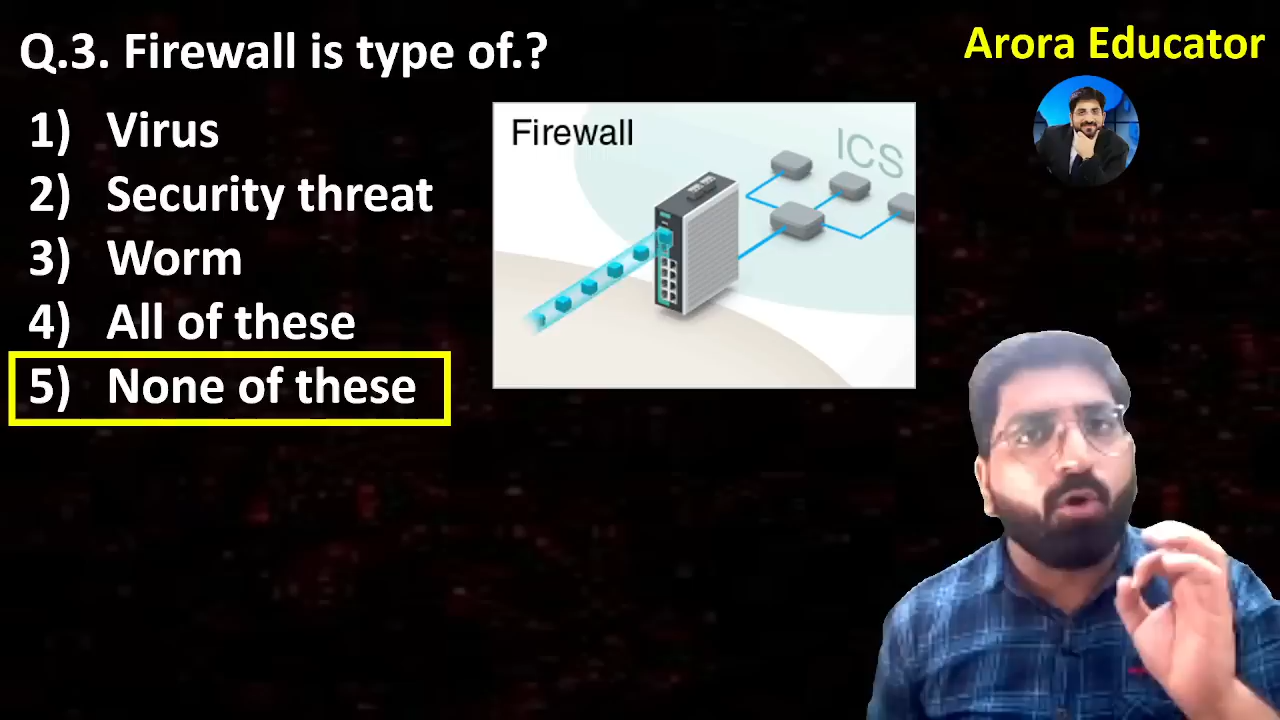 Q.3. Firewall is type of.?
Arora Educator
1) Virus
2) Security threat
3) Worm
4) All of these
5) None of these
Firewall
ICS